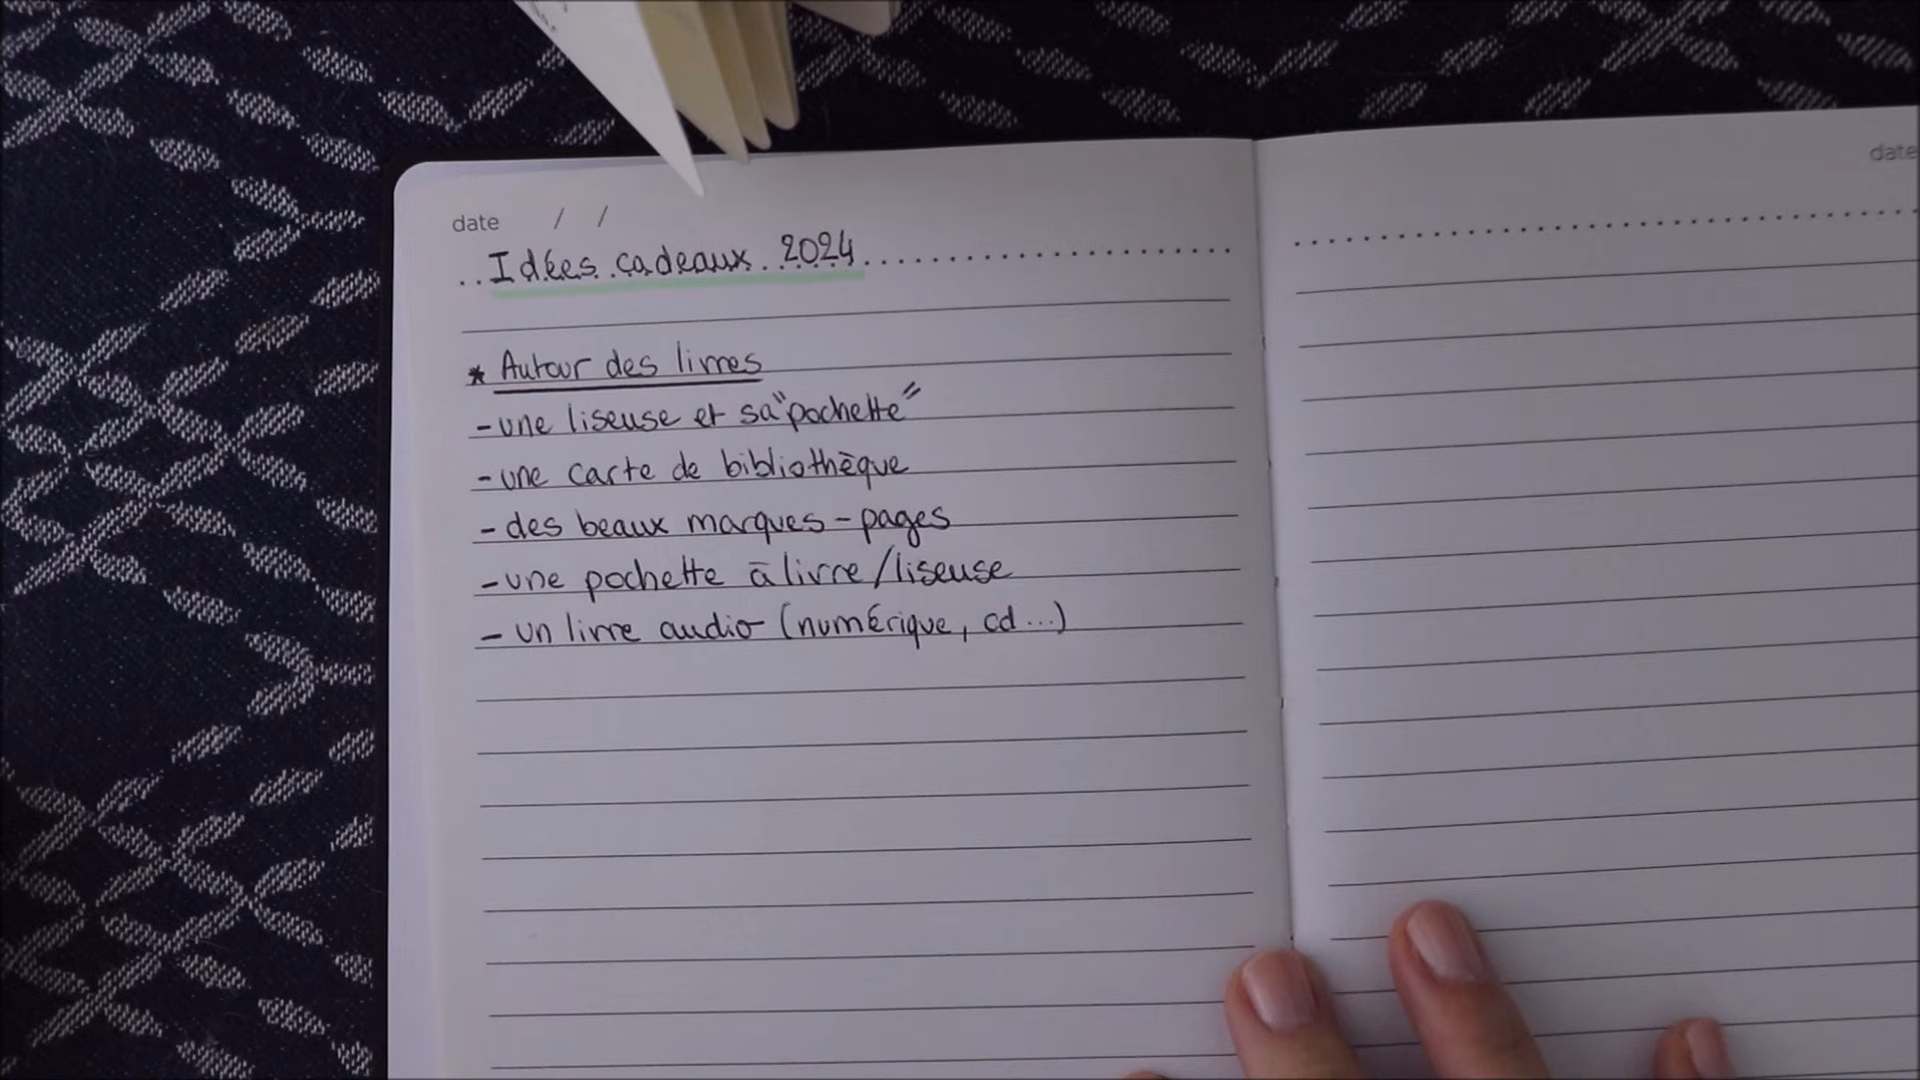 date / /
Idées cadeaux 2024
* Autour des livres
- une liseuse et sa "pochette"
- une carte de bibliothèque
- des beaux marques-pages
- une pochette à livre/liseuse
- un livre audio (numérique, cd...)
date